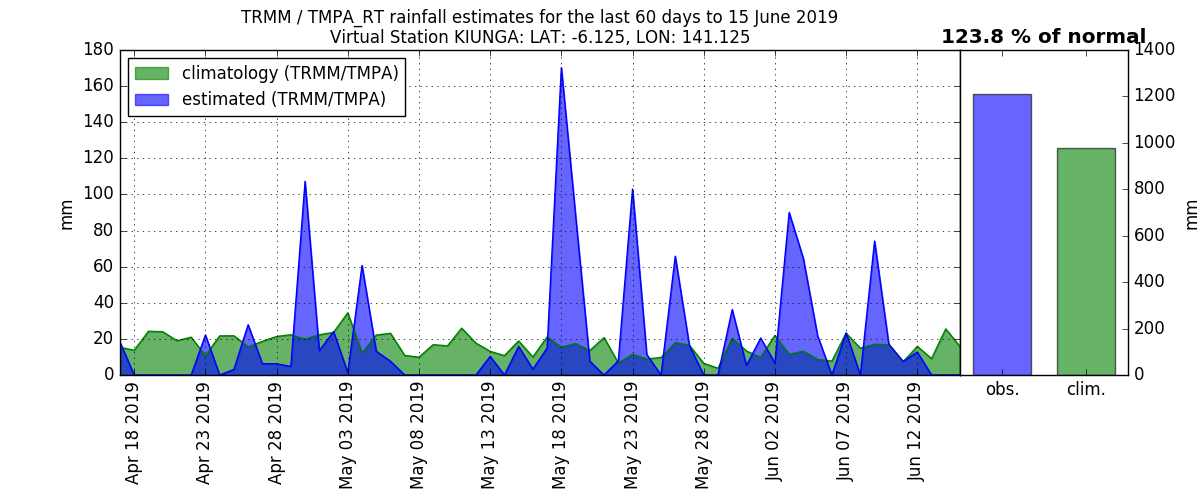 TRMM / TMPA_RT rainfall estimates for the last 60 days to 15 June 2019
Virtual Station KIUNGA: LAT: -6.125, LON: 141.125
123.8 % of normal
climatology (TRMM/TMPA)
estimated (TRMM/TMPA)
mm
180
160
140
120
100
80
60
40
20
0
Apr 18 2019
Apr 23 2019
Apr 28 2019
May 03 2019
May 08 2019
May 13 2019
May 18 2019
May 23 2019
May 28 2019
Jun 02 2019
Jun 07 2019
Jun 12 2019
1400
1200
1000
800
600
400
200
0
mm
obs.
clim.